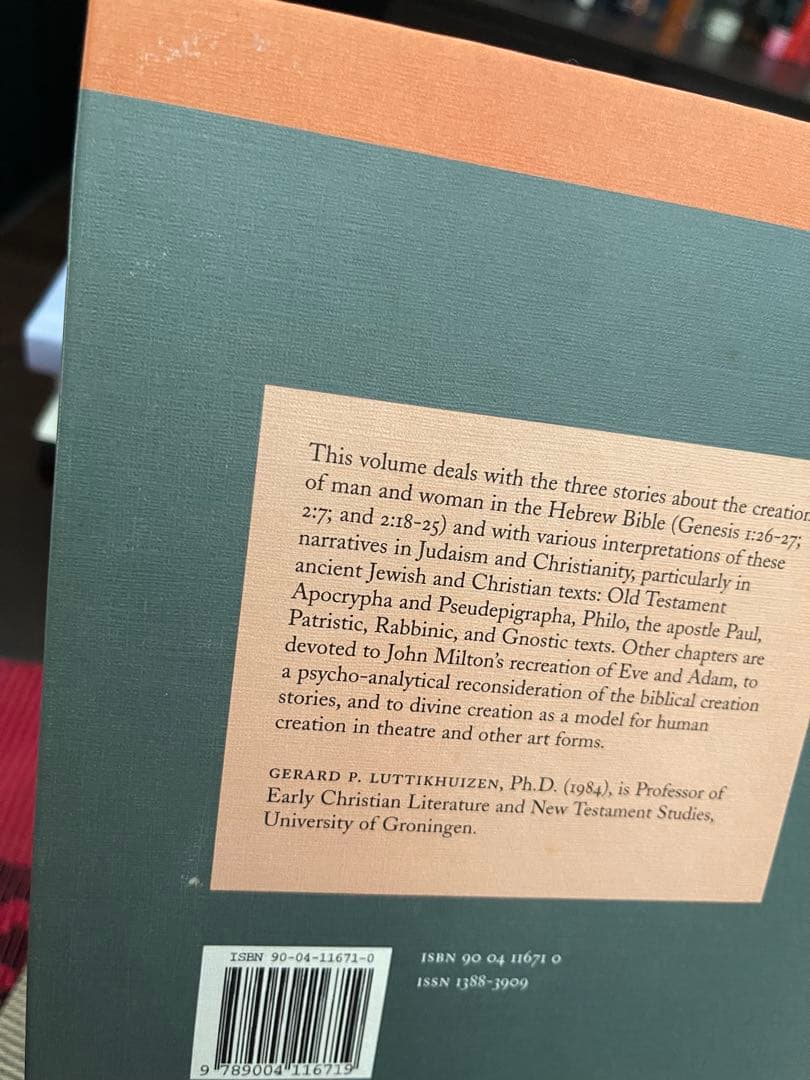 This volume deals with the three stories about the creation
of man and woman in the Hebrew Bible (Genesis 1:26-27;
2:7; and 2:18-25) and with various interpretations of these
narratives in Judaism and Christianity, particularly in
ancient Jewish and Christian texts: Old Testament
Apocrypha and Pseudepigrapha, Philo, the apostle Paul,
Patristic, Rabbinic, and Gnostic texts. Other chapters are
devoted to John Milton's recreation of Eve and Adam, to
a psycho-analytical reconsideration of the biblical creation
stories, and to divine creation as a model for human
creation in theatre and other art forms.
GERARD P. LUTTIKHUIZEN, Ph.D. (1984), is Professor of
Early Christian Literature and New Testament Studies,
University of Groningen.
ISBN 90-04-11671-0
9 789004 116719
ISBN 90 04 11671 0
ISSN 1388-3909